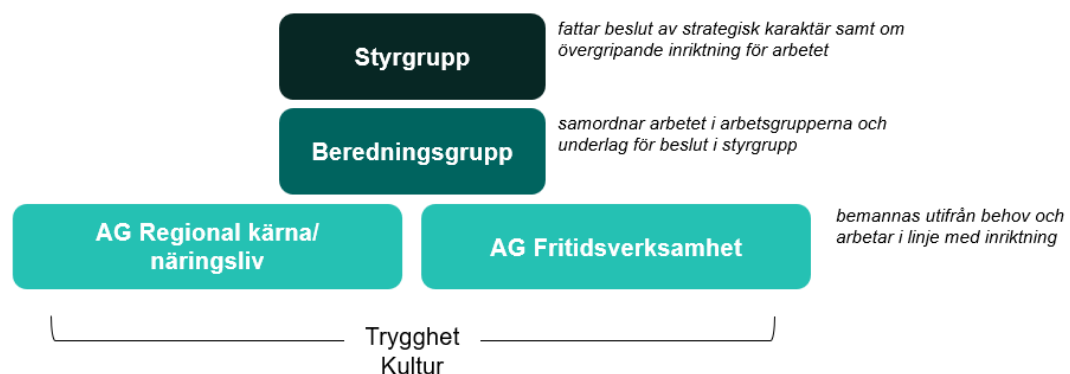 Styrgrupp
fattar beslut av strategisk karaktär samt om
övergripande inriktning för arbetet
Beredningsgrupp
samordnar arbetet i arbetsgrupperna och
underlag för beslut i styrgrupp
AG Regional kärna/
näringsliv
AG Fritidsverksamhet
bemannas utifrån behov och
arbetar i linje med inriktning
Trygghet
Kultur